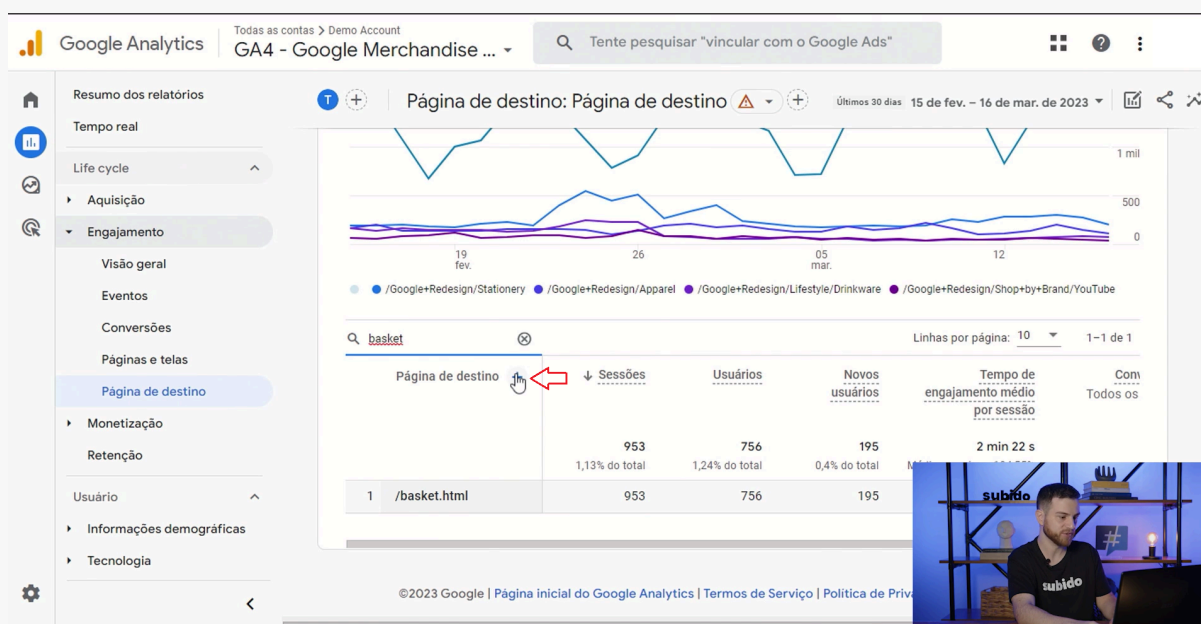 Google Analytics
Todas as contas > Demo Account
GA4 - Google Merchandise ...
Tente pesquisar "vincular com o Google Ads"
Resumo dos relatórios
Tempo real
Life cycle
Aquisição
Engajamento
Visão geral
Eventos
Conversões
Páginas e telas
Página de destino
Monetização
Retenção
Usuário
Informações demográficas
Tecnologia
T
Página de destino: Página de destino
Últimos 30 dias 15 de fev. – 16 de mar. de 2023
1 mil
500
0
19 fev.
26
05 mar.
12
/Google+Redesign/Stationery /Google+Redesign/Apparel /Google+Redesign/Lifestyle/Drinkware /Google+Redesign/Shop+by+Brand/YouTube
basket
Linhas por página: 10 1–1 de 1
Página de destino
Sessões
Usuários
Novos usuários
Tempo de engajamento médio por sessão
Todos os
953 756 195 2 min 22 s
1,13% do total 1,24% do total 0,4% do total
1 /basket.html 953 756 195
©2023 Google | Página inicial do Google Analytics | Termos de Serviço | Política de
subido
#
subido